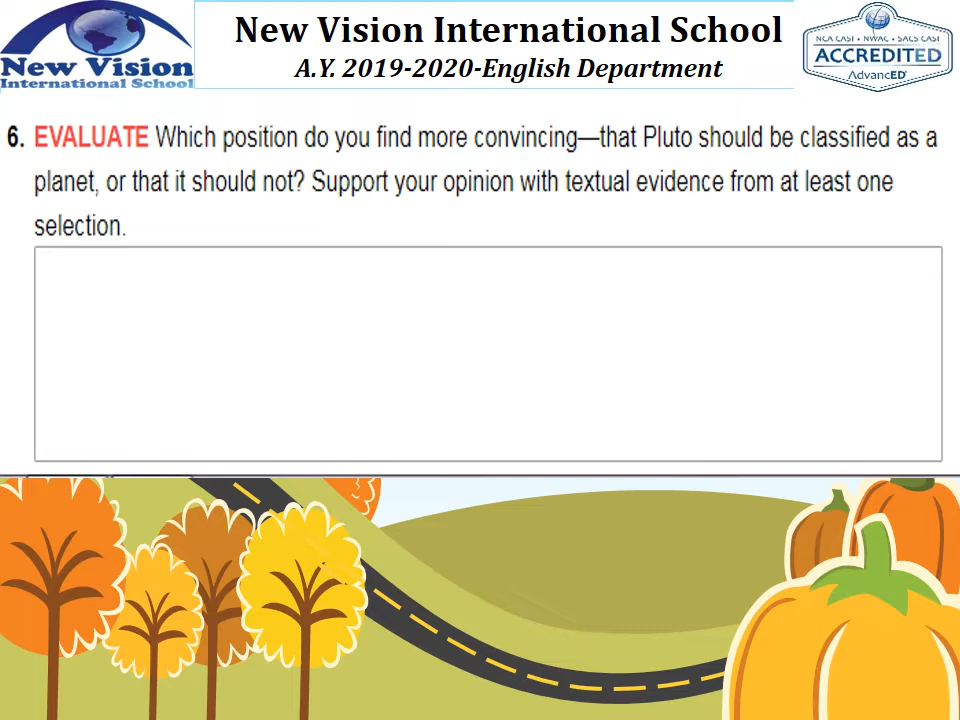 New Vision International School
A.Y. 2019-2020-English Department
New Vision
International School
NCA CASI • NWAC • SACS CASI
ACCREDITED
AdvancED
6. EVALUATE Which position do you find more convincing—that Pluto should be classified as a
planet, or that it should not? Support your opinion with textual evidence from at least one
selection.